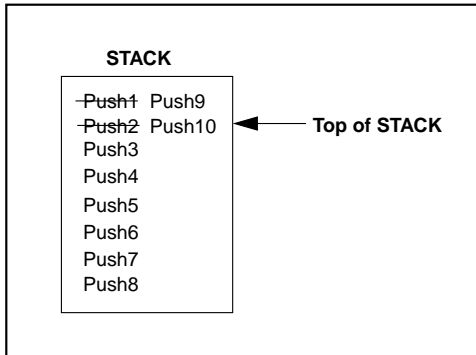 STACK
Push1 Push9
Push2 Push10
Top of STACK
Push3
Push4
Push5
Push6
Push7
Push8